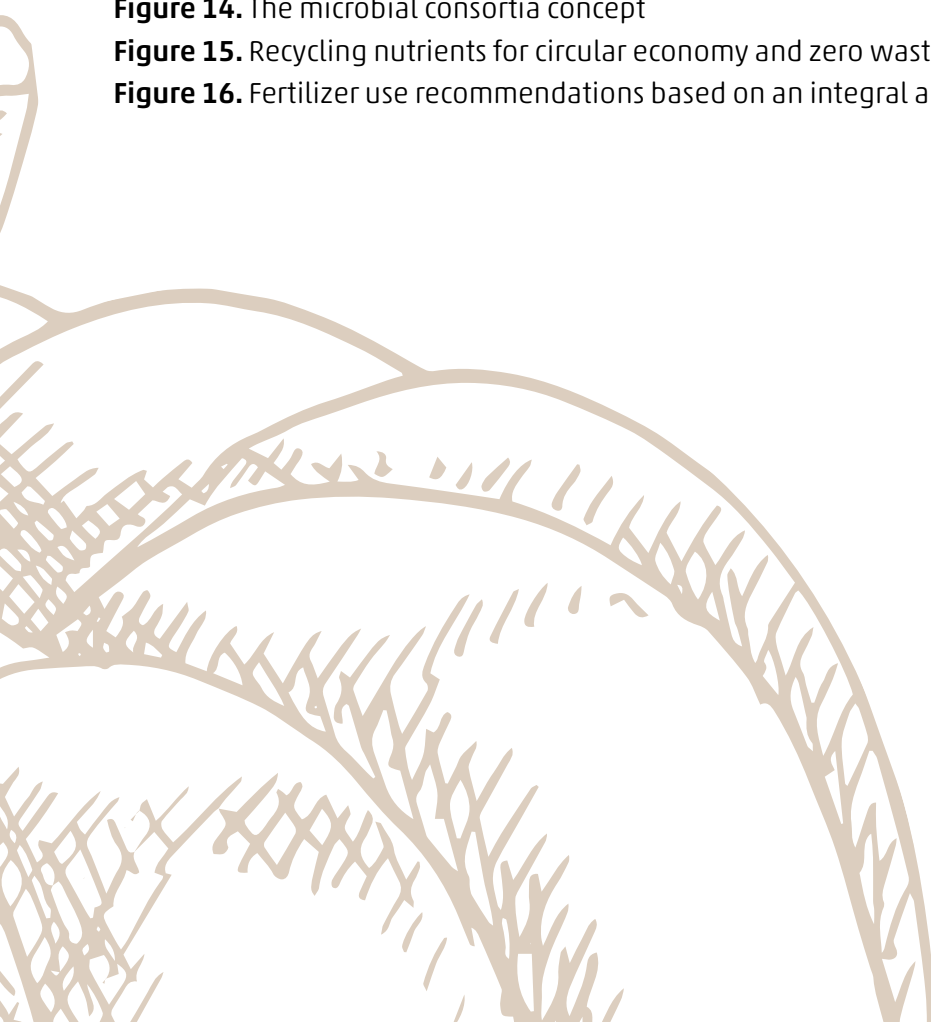 Figure 14. The microbial consortia concept
Figure 15. Recycling nutrients for circular economy and zero wast
Figure 16. Fertilizer use recommendations based on an integral a